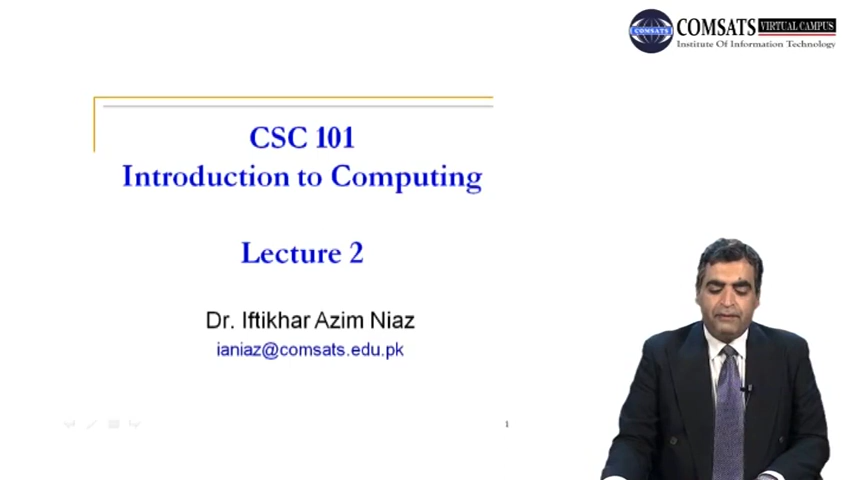 COMSATS VIRTUAL CAMPUS
Institute Of Information Technology
COMSATS
CSC 101
Introduction to Computing
Lecture 2
Dr. Iftikhar Azim Niaz
ianiaz@comsats.edu.pk
1